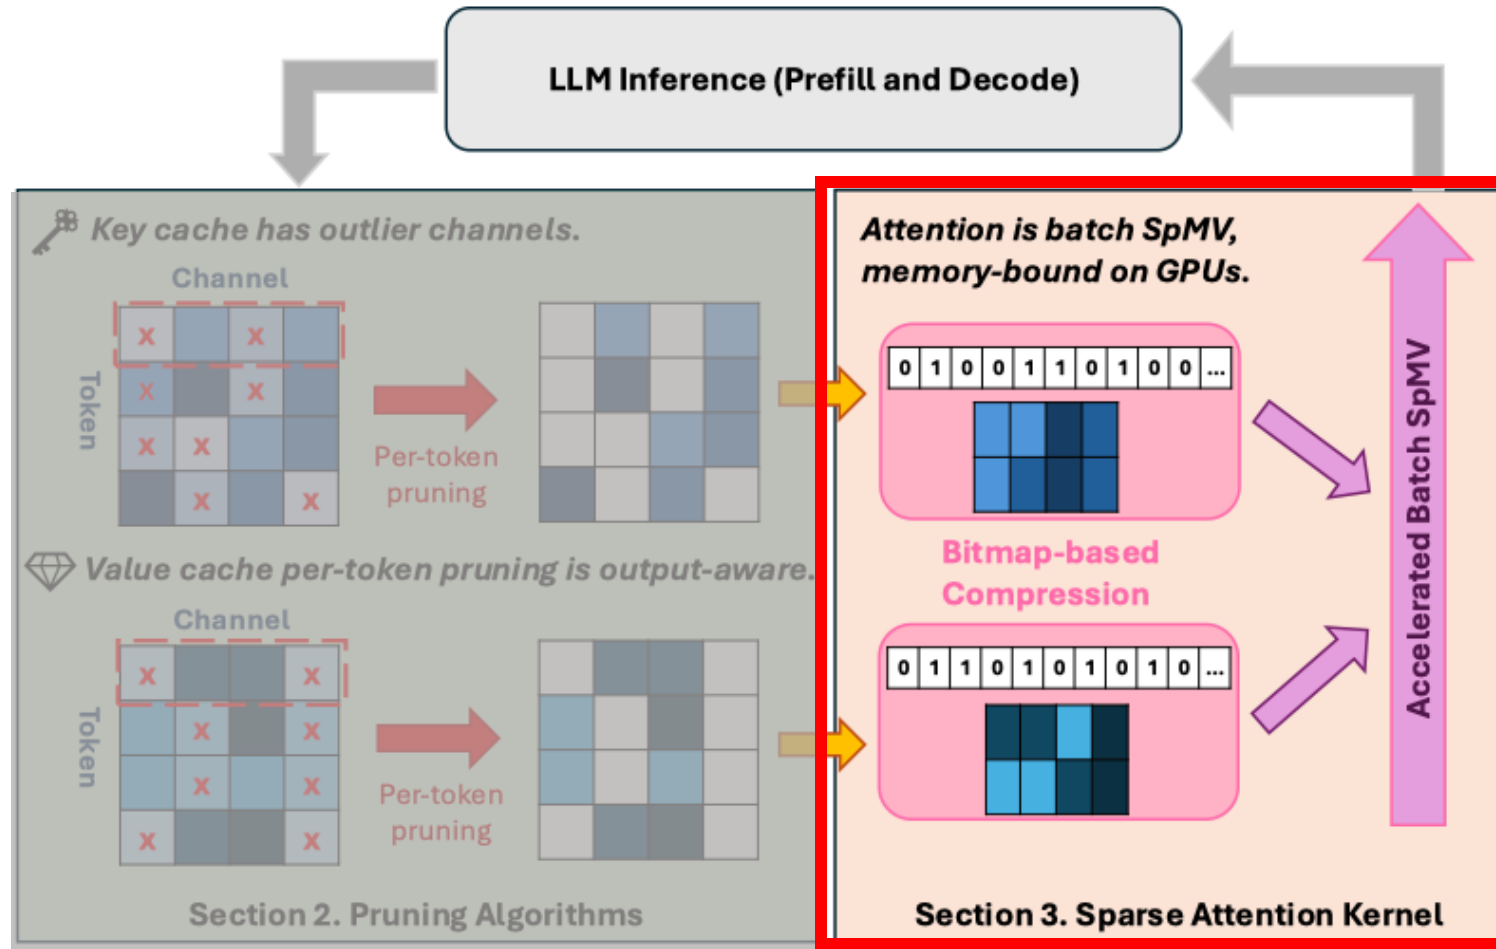 LLM Inference (Prefill and Decode)
Key cache has outlier channels.
Channel
Token
x x
x x
x x
x x
Per-token
pruning
Value cache per-token pruning is output-aware.
Channel
Token
x x
x x
x x
x x
Per-token
pruning
Section 2. Pruning Algorithms
Attention is batch SpMV,
memory-bound on GPUs.
0 1 0 0 1 1 0 1 0 0 ...
Bitmap-based
Compression
0 1 1 0 1 0 1 0 1 0 ...
Accelerated Batch SpMV
Section 3. Sparse Attention Kernel